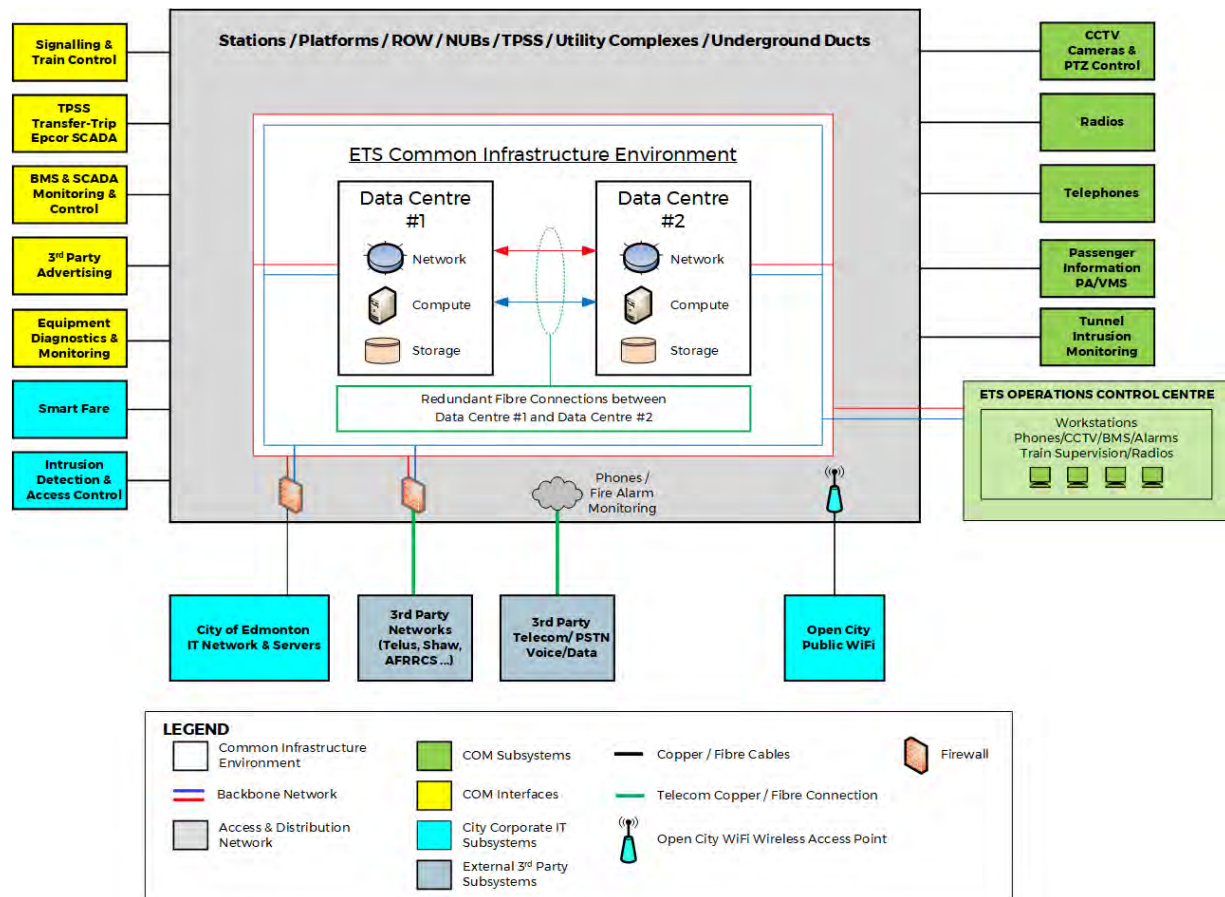 Stations / Platforms / ROW / NUBs / TPSS / Utility Complexes / Underground Ducts
Signalling &
Train Control
TPSS
Transfer-Trip
Epcor SCADA
BMS & SCADA
Monitoring &
Control
3rd Party
Advertising
Equipment
Diagnostics &
Monitoring
Smart Fare
Intrusion
Detection &
Access Control
ETS Common Infrastructure Environment
Data Centre
#1
Network
Compute
Storage
Data Centre
#2
Network
Compute
Storage
Redundant Fibre Connections between
Data Centre #1 and Data Centre #2
CCTV
Cameras &
PTZ Control
Radios
Telephones
Passenger
Information
PA/VMS
Tunnel
Intrusion
Monitoring
ETS OPERATIONS CONTROL CENTRE
Workstations
Phones/CCTV/BMS/Alarms
Train Supervision/Radios
Phones /
Fire Alarm
Monitoring
City of Edmonton
IT Network & Servers
3rd Party
Networks
(Telus, Shaw,
AFRRCS ...)
3rd Party
Telecom/ PSTN
Voice/Data
Open City
Public WiFi
LEGEND
Common Infrastructure
Environment
Backbone Network
Access & Distribution
Network
COM Subsystems
COM Interfaces
City Corporate IT
Subsystems
External 3rd Party
Subsystems
Copper / Fibre Cables
Telecom Copper / Fibre Connection
Open City WiFi Wireless Access Point
Firewall